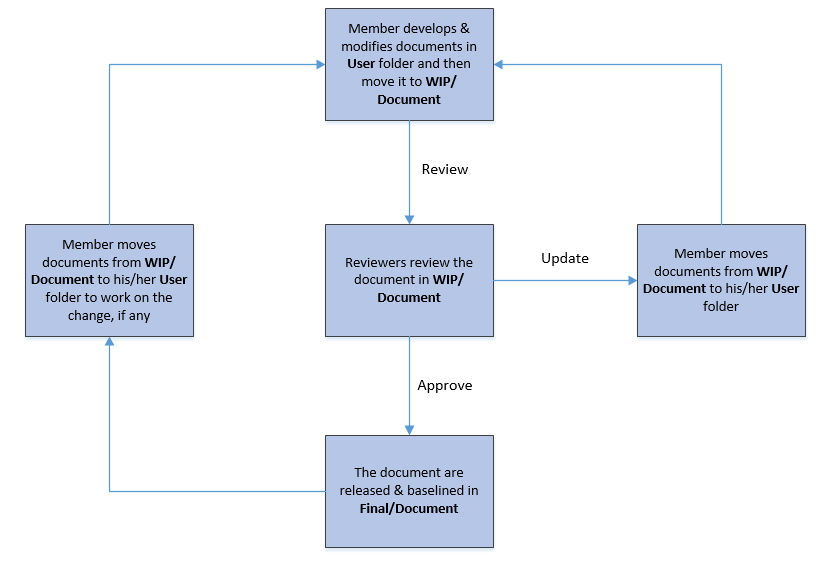 Member develops &
modifies documents in
User folder and then
move it to WIP/
Document
Review
Member moves
documents from WIP/
Document to his/her User
folder to work on the
change, if any
Reviewers review the
document in WIP/
Document
Update
Member moves
documents from WIP/
Document to his/her User
folder
Approve
The document are
released & baselined in
Final/Document